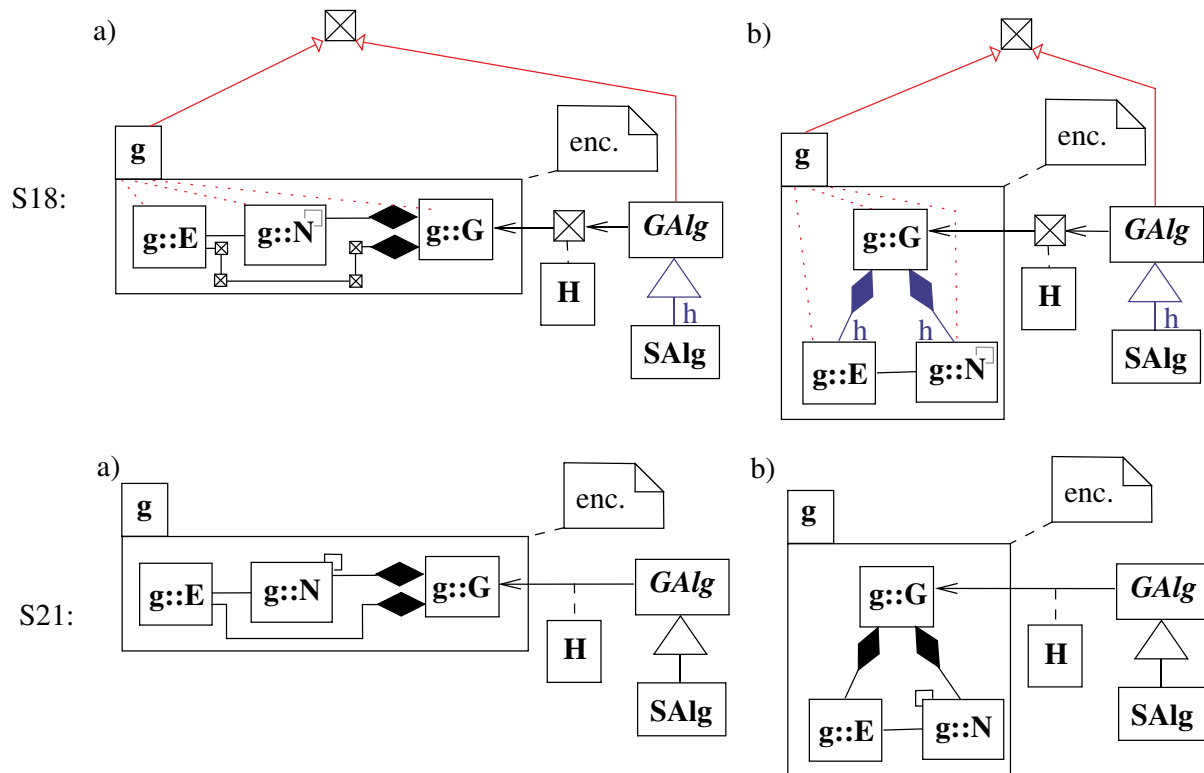 S18:
a)
g
enc.
g::E
g::N
g::G
H
GAlg
h
SAlg
b)
g
enc.
g::G
h
h
g::E
g::N
H
GAlg
h
SAlg
S21:
a)
g
enc.
g::E
g::N
g::G
H
GAlg
SAlg
b)
g
enc.
g::G
g::E
g::N
H
GAlg
SAlg